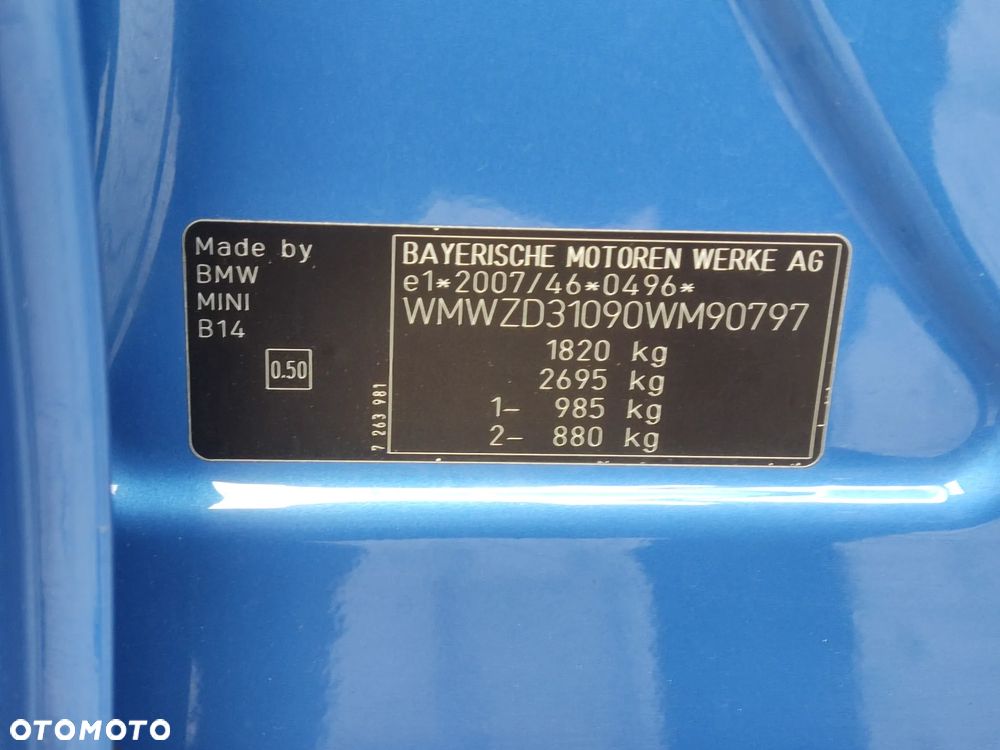 Made by
BMW
MINI
B14
0.50
7 263 981
BAYERISCHE MOTOREN WERKE AG
e1*2007/46*0496*
WMWZD31090WM90797
1820 kg
2695 kg
1- 985 kg
2- 880 kg
OTOMOTO